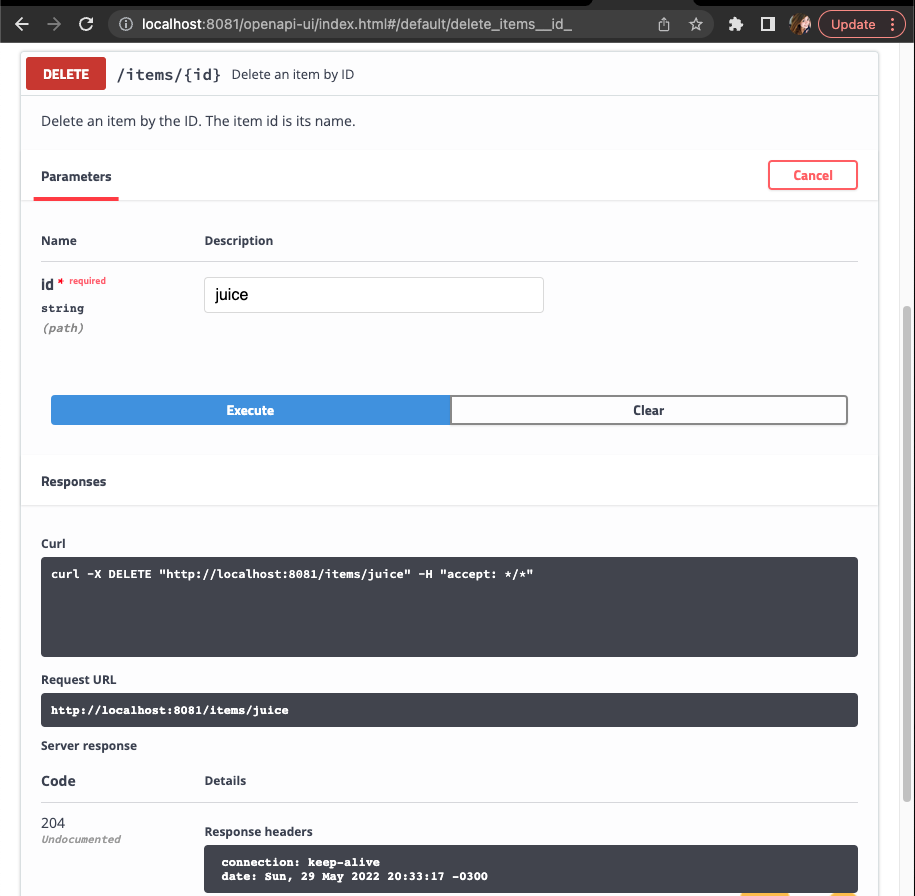 localhost:8081/openapi-ui/index.html#/default/delete_items__id_
Update
DELETE /items/{id} Delete an item by ID
Delete an item by the ID. The item id is its name.
Parameters
Cancel
Name Description
id * required
juice
string
(path)
Execute Clear
Responses
Curl
curl -X DELETE "http://localhost:8081/items/juice" -H "accept: */*"
Request URL
http://localhost:8081/items/juice
Server response
Code Details
204
Undocumented
Response headers
connection: keep-alive
date: Sun, 29 May 2022 20:33:17 -0300